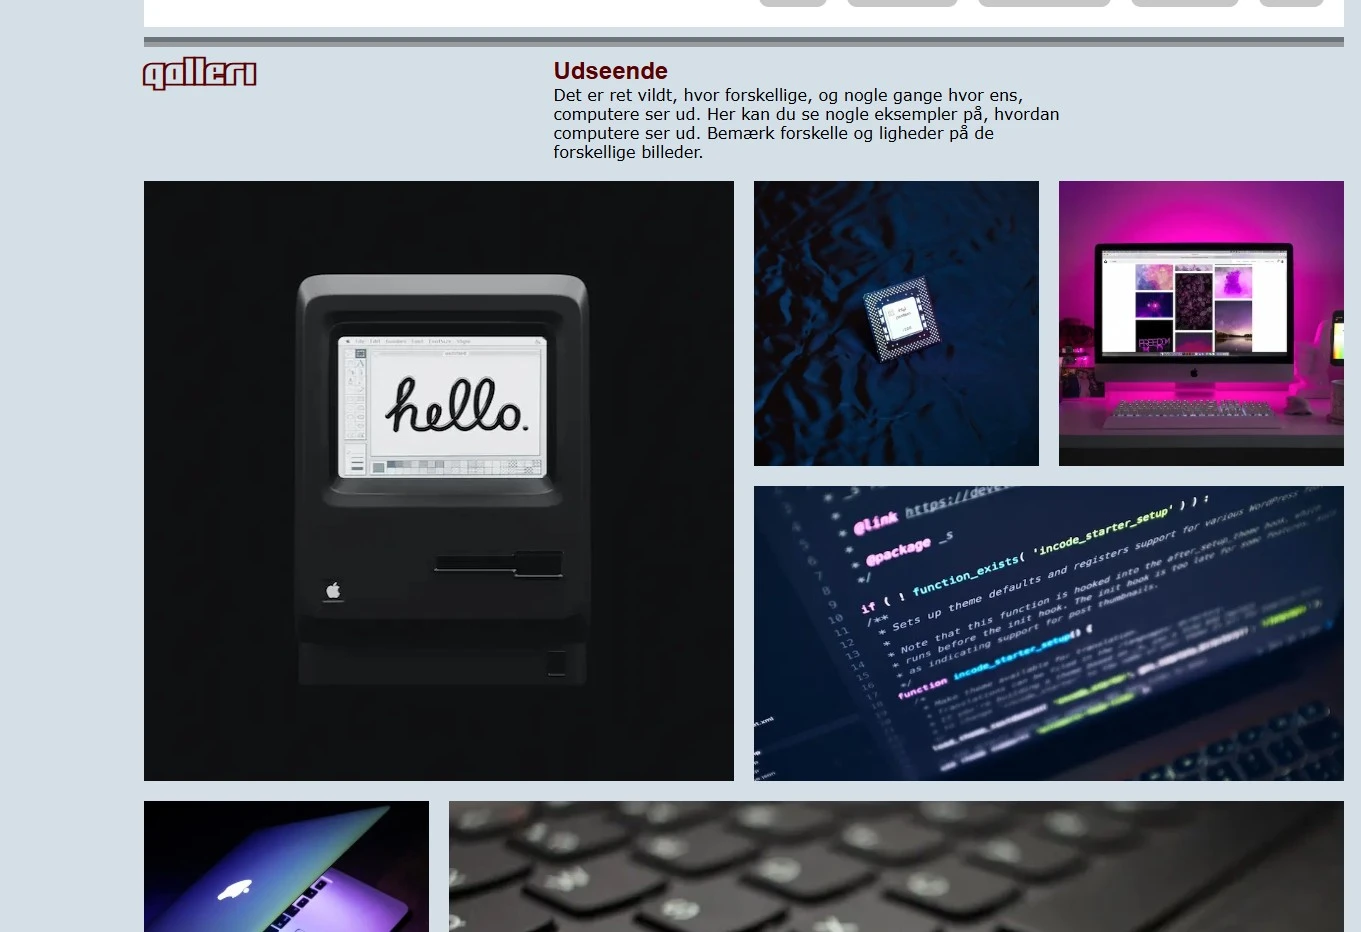 galleri
Udseende
Det er ret vildt, hvor forskellige, og nogle gange hvor ens,
computere ser ud. Her kan du se nogle eksempler på, hvordan
computere ser ud. Bemærk forskelle og ligheder på de
forskellige billeder.
hello.
* @link https://deve
*
* @package _s
*/
if ( ! function_exists( 'incode_starter_setup' ) ) :
/**
* Sets up theme defaults and registers support for various WordPress
*
* Note that this function is hooked into the after_setup_theme hook, which
* runs before the init hook. The init hook is too late for some features, such
* as indicating support for post thumbnails.
*/
function incode_starter_setup() {